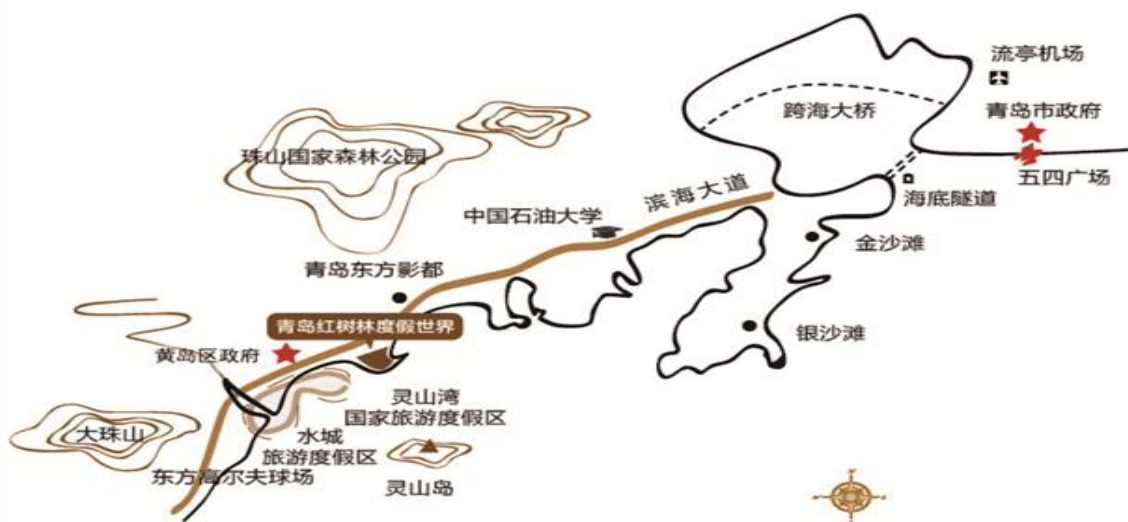 流亭机场
跨海大桥
青岛市政府
五四广场
海底隧道
珠山国家森林公园
滨海大道
中国石油大学
金沙滩
青岛东方影都
银沙滩
青岛红树林度假世界
黄岛区政府
灵山湾
国家旅游度假区
大珠山
水城
旅游度假区
东方高尔夫球场
灵山岛